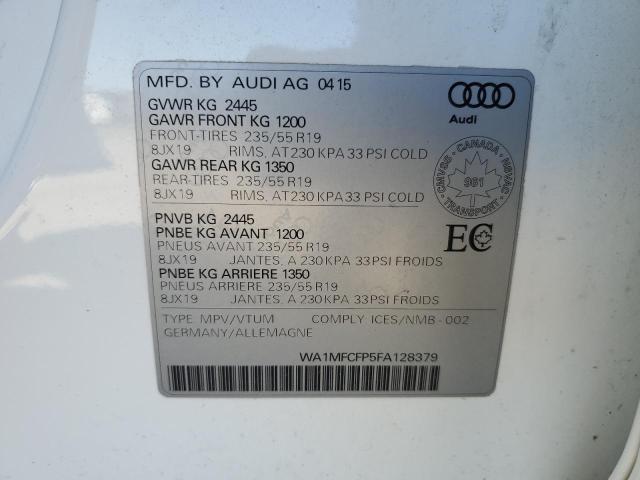 MFD. BY AUDI AG 04 15
GVWR KG 2445
GAWR FRONT KG 1200
FRONT-TIRES 235/55 R19
8JX19 RIMS, AT 230 KPA 33 PSI COLD
GAWR REAR KG 1350
REAR-TIRES 235/55 R19
8JX19 RIMS, AT 230 KPA 33 PSI COLD
PNVB KG 2445
PNBE KG AVANT 1200
PNEUS AVANT 235/55 R19
8JX19 JANTES, A 230 KPA 33 PSI FROIDS
PNBE KG ARRIERE 1350
PNEUS ARRIERE 235/55 R19
8JX19 JANTES, A 230 KPA 33 PSI FROIDS
TYPE MPV/VTUM COMPLY ICES/NMB-002
GERMANY/ALLEMAGNE
WA1MFCFP5FA128379
Audi
CMVSS - CANADA - NSVAC
961
TRANSPORT
EC